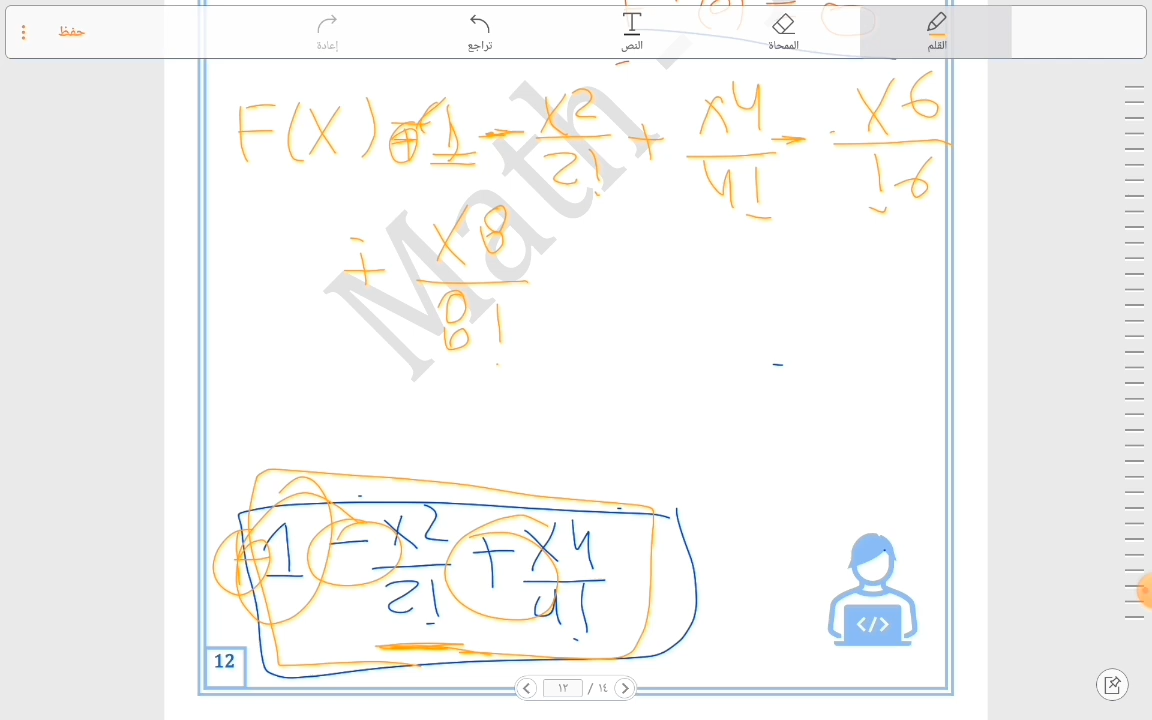 حفظ إعادة تراجع النص الممحاة القلم
F(X) = 1 - x2/2! + x4/4! - x6/!6
+ x8/8!
Math -
+1 - x2/2! + x4/4!
</>
12
١٢ / ١٤